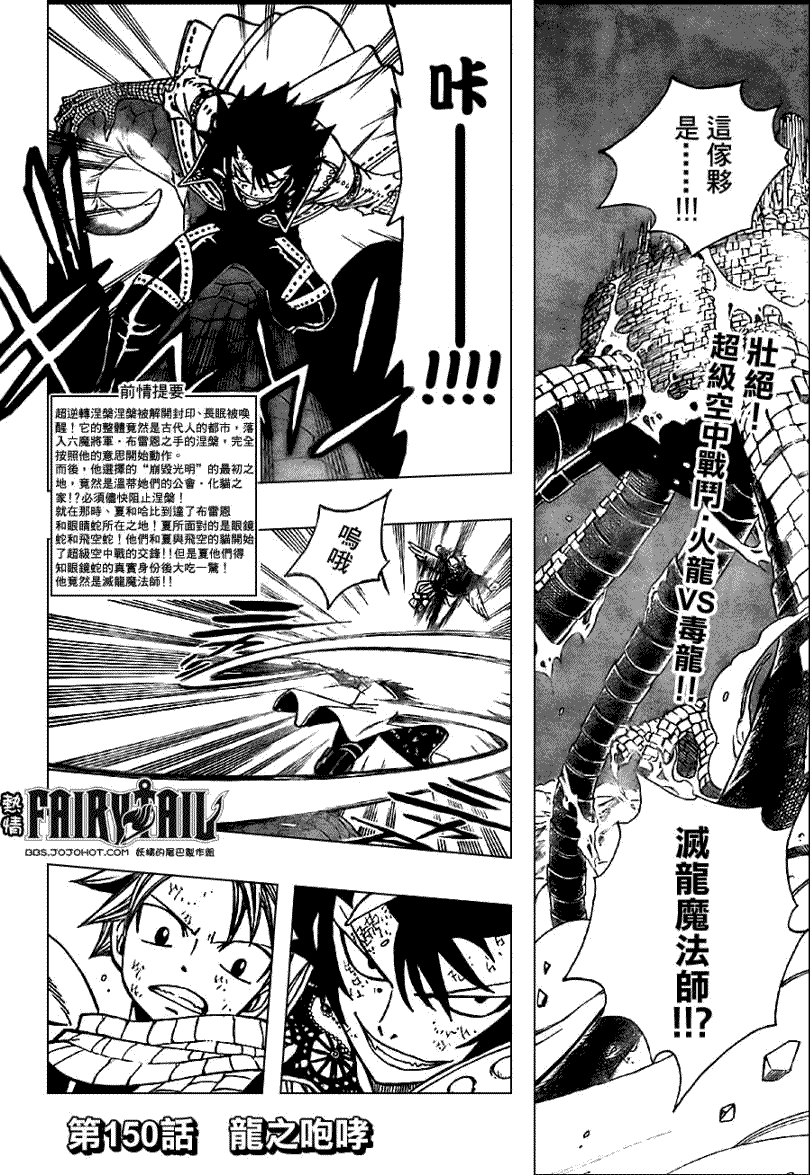 這傢夥
是……!!!
壯絕!
超級空中戰鬥·火龍VS毒龍!!
滅龍魔法師!!?
咔——!!!!
前情提要
超逆轉涅槃涅槃被解開封印、長眠被喚
醒!它的整體竟然是古代人的都市,落
入六魔將軍·布雷恩之手的涅槃,完全
按照他的意思開始動作。
而後,他選擇的“崩毀光明”的最初之
地,竟然是溫蒂她們的公會·化貓之
家!?必須儘快阻止涅槃!
就在那時、夏和哈比到達了布雷恩
和眼睛蛇所在之地!夏所面對的是眼鏡
蛇和飛空蛇!他們和夏與飛空的貓開始
了超級空中戰的交鋒!!但是夏他們得
知眼鏡蛇的真實身份後大吃一驚!
他竟然是滅龍魔法師!!
嗚
哦
熱情
FAIRY TAIL
BBS.JOJOHOT.COM 妖精的尾巴製作組
第150話 龍之咆哮